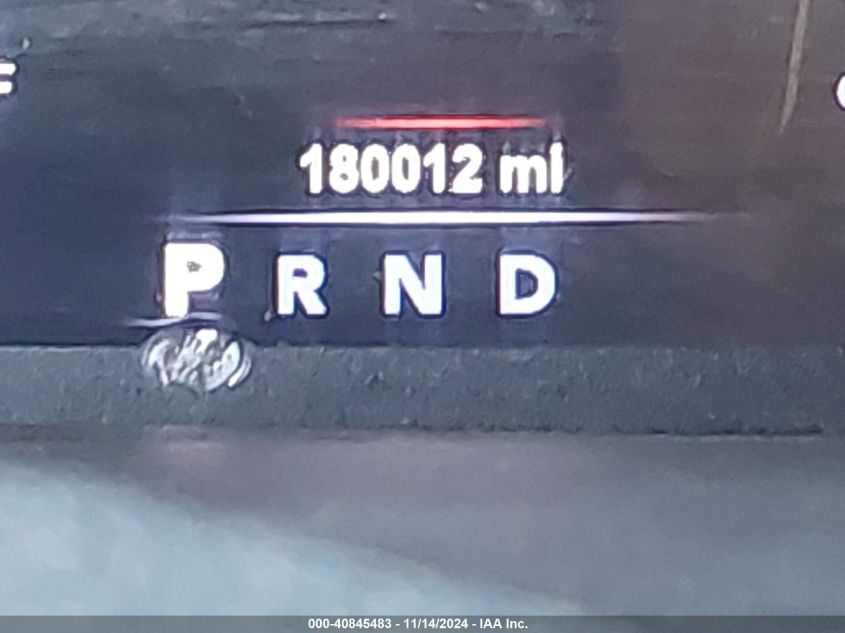 180012 mi
P R N D
000-40845483 - 11/14/2024 - IAA Inc.